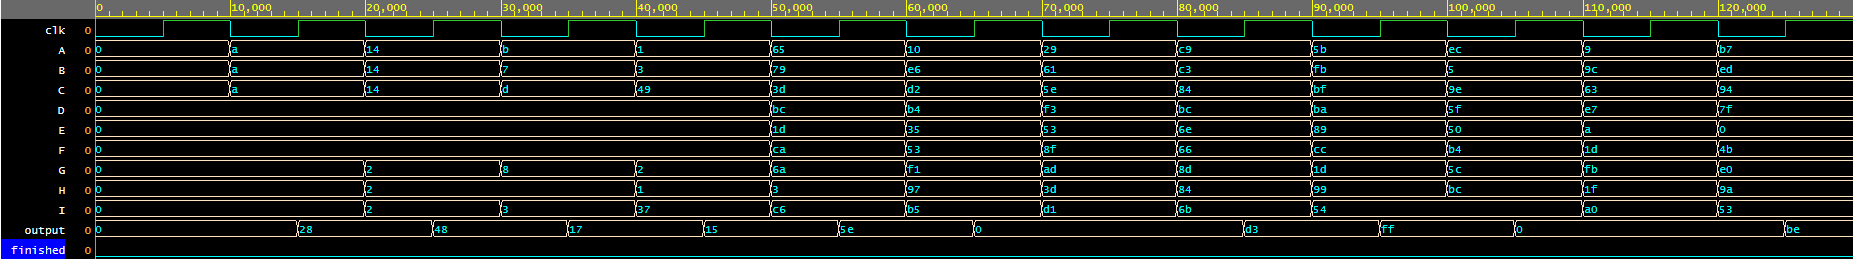 0 10,000 20,000 30,000 40,000 50,000 60,000 70,000 80,000 90,000 100,000 110,000 120,000
clk 0
A 0 0 a 14 b 1 65 10 29 c9 5b ec 9 b7
B 0 0 a 14 7 3 79 e6 61 c3 fb 5 9c ed
C 0 0 a 14 d 49 3d d2 5e 84 bf 9e 63 94
D 0 0 bc b4 f3 bc ba 5f e7 7f
E 0 0 1d 35 53 6e 89 50 a 0
F 0 0 ca 53 8f 66 cc b4 1d 4b
G 0 0 2 8 2 6a f1 ad 8d 1d 5c fb e0
H 0 0 2 1 3 97 3d 84 99 bc 1f 9a
I 0 0 2 3 37 c6 b5 d1 6b 54 a0 53
output 0 0 28 48 17 15 5e 0 d3 ff 0 be
finished 0